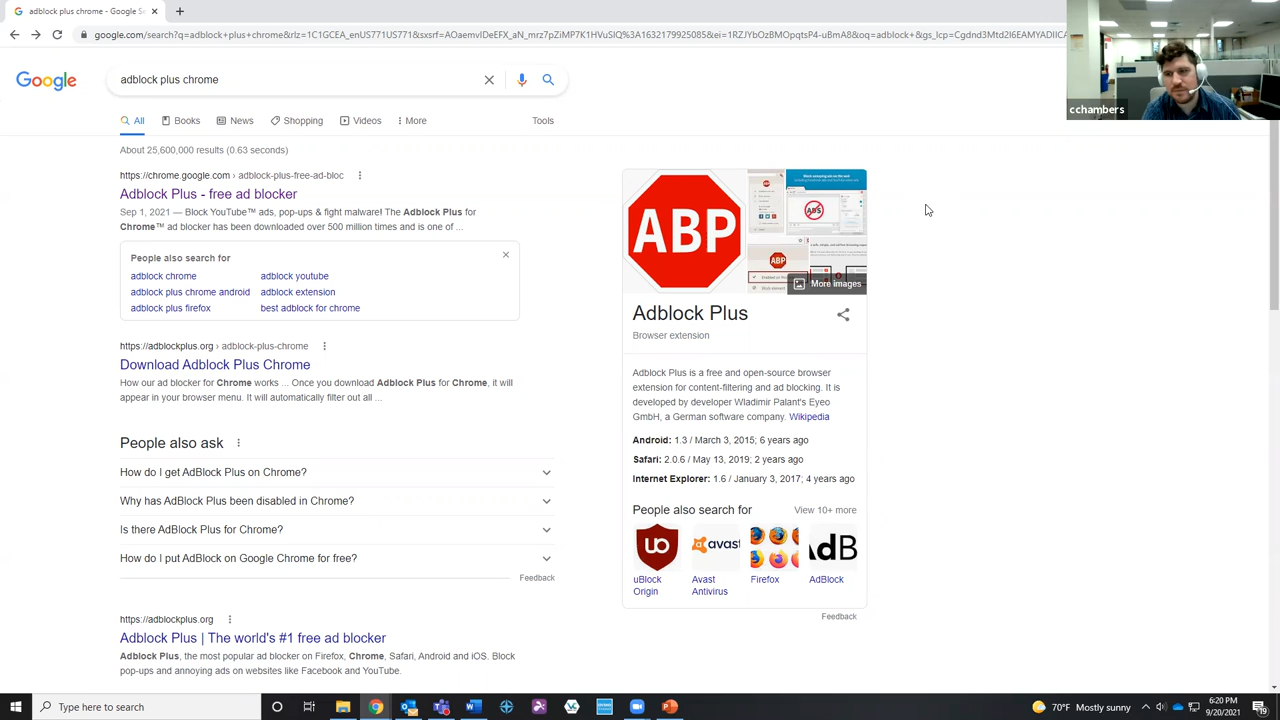 adblock plus chrome - Google Se
google.com/search?q=adblock+plus+chrome&rlz=1C1GCEA_enUS771US771&sxsrf=AOaemvJreEFX_aN_mrz7pZiMP7K1HVuSlQ%3A1632179925085&ei=1RZJYbOzBMOpqtsP4-uBmA8&oq=adblock+&gs_lcp=Cgdnd3Mtd2l6EAMYADIICA
Google
adblock plus chrome
cchambers
All
Books
News
Shopping
Videos
Tools
About 25,600,000 results (0.63 seconds)
https://chrome.google.com › adblock-plus-free-ad-bloc
Adblock Plus - free ad blocker
Sep 1, 2021 — Block YouTube™ ads, pop-ups & fight malware! The Adblock Plus for
Chrome™ ad blocker has been downloaded over 500 million times and is one of ...
also search for
adblock chrome
adblock youtube
adblock plus chrome android
adblock extension
adblock plus firefox
best adblock for chrome
https://adblockplus.org › adblock-plus-chrome
Download Adblock Plus Chrome
How our ad blocker for Chrome works ... Once you download Adblock Plus for Chrome, it will
appear in your browser menu. It will automatically filter out all ...
People also ask
How do I get AdBlock Plus on Chrome?
Why has AdBlock Plus been disabled in Chrome?
Is there AdBlock Plus for Chrome?
How do I put AdBlock on Google Chrome for free?
Feedback
https://adblockplus.org
Adblock Plus | The world's #1 free ad blocker
Adblock Plus, the most popular ad blocker on Firefox, Chrome, Safari, Android and iOS. Block
pop-ups and annoying ads on websites like Facebook and YouTube.
ABP
ABP
ADS
ABP
More images
Adblock Plus
Browser extension
Adblock Plus is a free and open-source browser
extension for content-filtering and ad blocking. It is
developed by developer Wladimir Palant's Eyeo
GmbH, a German software company. Wikipedia
Android: 1.3 / March 3, 2015; 6 years ago
Safari: 2.0.6 / May 13, 2019; 2 years ago
Internet Explorer: 1.6 / January 3, 2017; 4 years ago
People also search for
View 10+ more
uo
avast
AdB
uBlock
Origin
Avast
Antivirus
Firefox
AdBlock
Feedback
Type here to search
70°F Mostly sunny
6:20 PM
9/20/2021
19